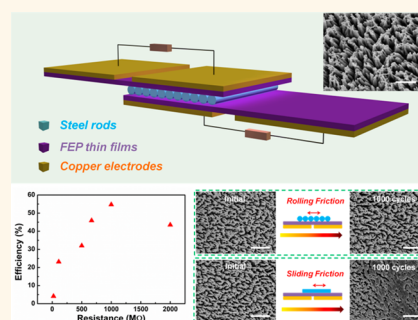 Steel rods
FEP thin films
Copper electrodes
60
50
40
30
20
10
0
Efficiency (%)
0
500
1000
1500
2000
Resistance (MΩ)
Initial
Rolling Friction
1000 cycles
Initial
Sliding Friction
1000 cycles